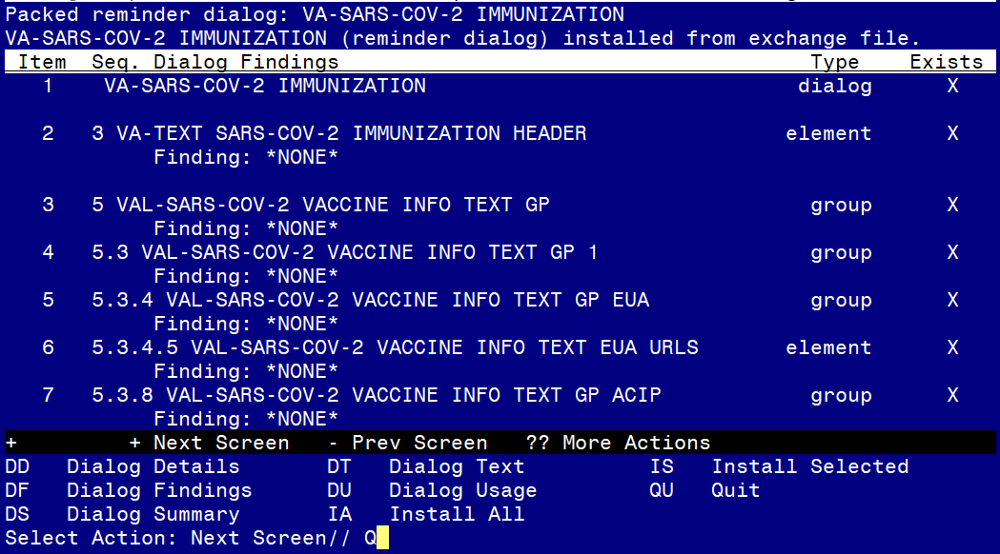 Packed reminder dialog: VA-SARS-COV-2 IMMUNIZATION
VA-SARS-COV-2 IMMUNIZATION (reminder dialog) installed from exchange file.
Item Seq. Dialog Findings Type Exists
1 VA-SARS-COV-2 IMMUNIZATION dialog X
2 3 VA-TEXT SARS-COV-2 IMMUNIZATION HEADER element X
Finding: *NONE*
3 5 VAL-SARS-COV-2 VACCINE INFO TEXT GP group X
Finding: *NONE*
4 5.3 VAL-SARS-COV-2 VACCINE INFO TEXT GP 1 group X
Finding: *NONE*
5 5.3.4 VAL-SARS-COV-2 VACCINE INFO TEXT GP EUA group X
Finding: *NONE*
6 5.3.4.5 VAL-SARS-COV-2 VACCINE INFO TEXT EUA URLS element X
Finding: *NONE*
7 5.3.8 VAL-SARS-COV-2 VACCINE INFO TEXT GP ACIP group X
Finding: *NONE*
+ + Next Screen - Prev Screen ?? More Actions
DD Dialog Details DT Dialog Text IS Install Selected
DF Dialog Findings DU Dialog Usage QU Quit
DS Dialog Summary IA Install All
Select Action: Next Screen// Q